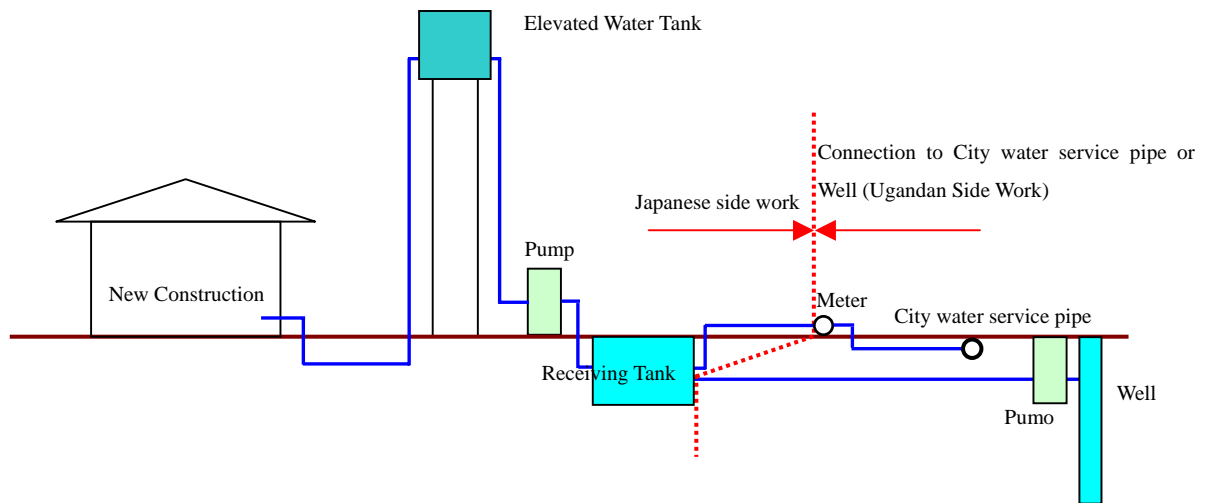 Elevated Water Tank
Connection to City water service pipe or
Well (Ugandan Side Work)
Japanese side work
Pump
New Construction
Meter
City water service pipe
Receiving Tank
Well
Pumo